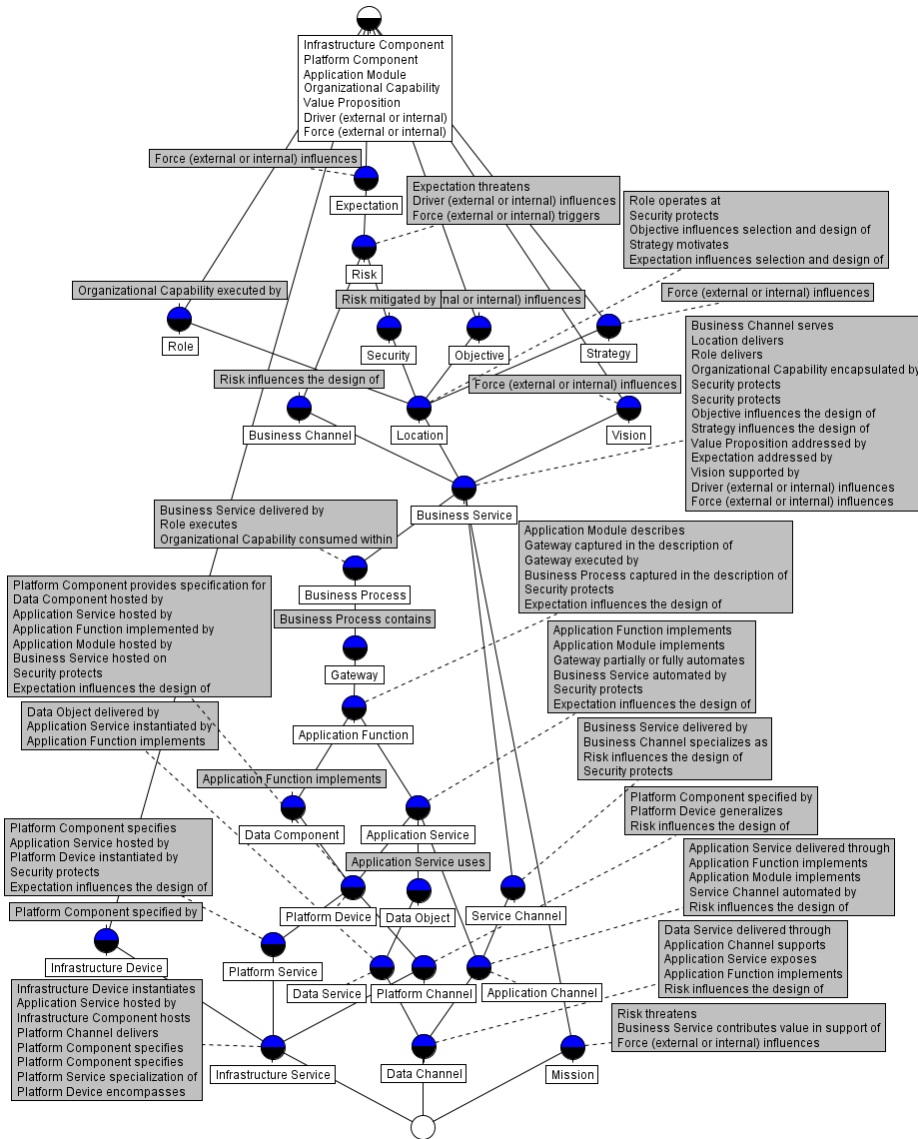 Infrastructure Component
Platform Component
Application Module
Organizational Capability
Value Proposition
Driver (external or internal)
Force (external or internal)
Force (external or internal) influences
Expectation
Expectation threatens
Driver (external or internal) influences
Force (external or internal) triggers
Role operates at
Security protects
Objective influences selection and design of
Strategy motivates
Expectation influences selection and design of
Risk
Organizational Capability executed by
Risk mitigated by
nal or internal) influences
Force (external or internal) influences
Role
Security
Objective
Strategy
Business Channel serves
Location delivers
Role delivers
Organizational Capability encapsulated by
Security protects
Security protects
Objective influences the design of
Strategy influences the design of
Value Proposition addressed by
Expectation addressed by
Vision supported by
Driver (external or internal) influences
Force (external or internal) influences
Risk influences the design of
Force (external or internal) influences
Business Channel
Location
Vision
Business Service
Business Service delivered by
Role executes
Organizational Capability consumed within
Application Module describes
Gateway captured in the description of
Gateway executed by
Business Process captured in the description of
Security protects
Expectation influences the design of
Business Process
Platform Component provides specification for
Data Component hosted by
Application Service hosted by
Application Function implemented by
Application Module hosted by
Business Service hosted on
Security protects
Expectation influences the design of
Business Process contains
Gateway
Application Function implements
Application Module implements
Gateway partially or fully automates
Business Service automated by
Security protects
Expectation influences the design of
Data Object delivered by
Application Service instantiated by
Application Function implements
Application Function
Business Service delivered by
Business Channel specializes as
Risk influences the design of
Security protects
Application Function implements
Platform Component specified by
Platform Device generalizes
Risk influences the design of
Data Component
Application Service
Platform Component specifies
Application Service hosted by
Platform Device instantiated by
Security protects
Expectation influences the design of
Application Service uses
Application Service delivered through
Application Function implements
Application Module implements
Service Channel automated by
Risk influences the design of
Platform Device
Data Object
Service Channel
Platform Component specified by
Data Service delivered through
Application Channel supports
Application Service exposes
Application Function implements
Risk influences the design of
Infrastructure Device
Platform Service
Data Service
Platform Channel
Application Channel
Infrastructure Device instantiates
Application Service hosted by
Infrastructure Component hosts
Platform Channel delivers
Platform Component specifies
Platform Component specifies
Platform Service specialization of
Platform Device encompasses
Risk threatens
Business Service contributes value in support of
Force (external or internal) influences
Infrastructure Service
Data Channel
Mission